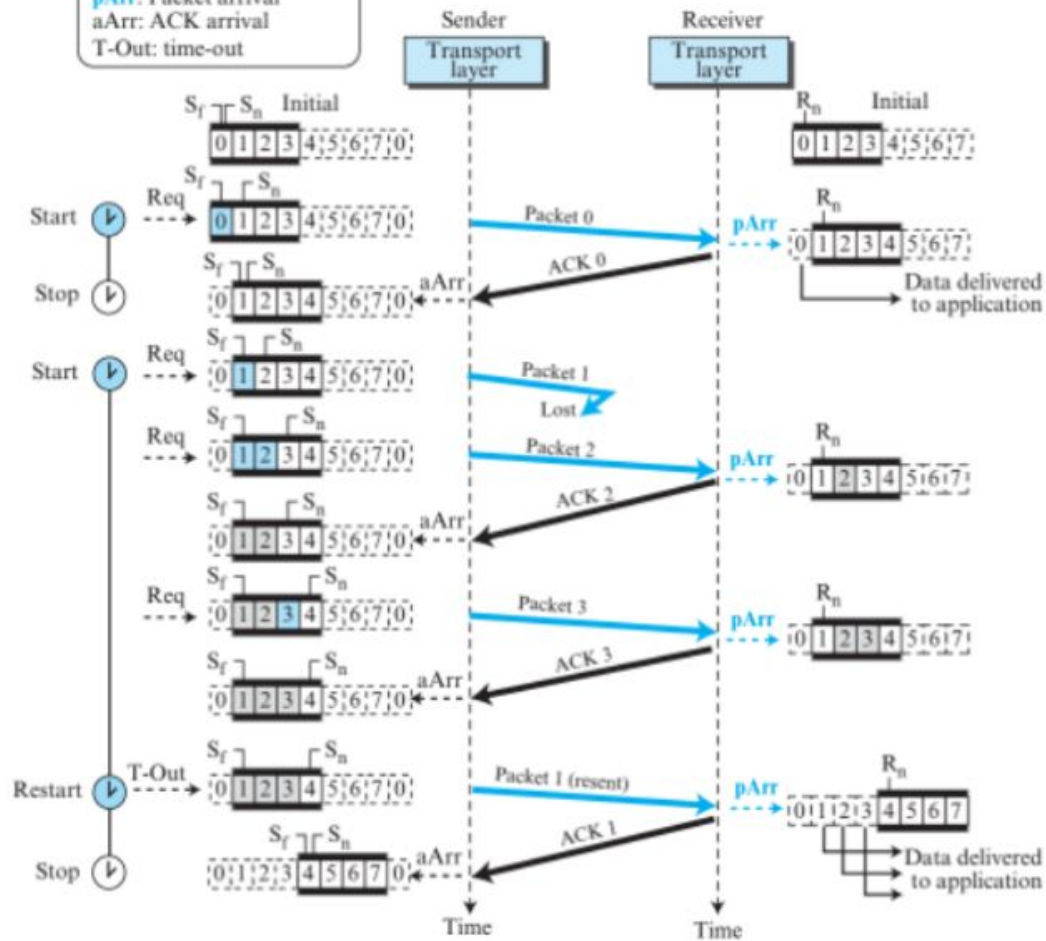 pArr: Packet arrival
aArr: ACK arrival
T-Out: time-out
Sender
Receiver
Transport layer
Transport layer
Sf Sn Initial
0 1 2 3 4 5 6 7 0
Rn Initial
0 1 2 3 4 5 6 7
Start
Req
Sf Sn
0 1 2 3 4 5 6 7 0
Packet 0
pArr
Rn
0 1 2 3 4 5 6 7
Stop
Sf Sn
0 1 2 3 4 5 6 7 0
aArr
ACK 0
Data delivered
to application
Start
Req
Sf Sn
0 1 2 3 4 5 6 7 0
Packet 1
Lost
Req
Sf Sn
0 1 2 3 4 5 6 7 0
Packet 2
pArr
Rn
0 1 2 3 4 5 6 7
Sf Sn
0 1 2 3 4 5 6 7 0
aArr
ACK 2
Req
Sf Sn
0 1 2 3 4 5 6 7 0
Packet 3
pArr
Rn
0 1 2 3 4 5 6 7
Sf Sn
0 1 2 3 4 5 6 7 0
aArr
ACK 3
Restart
T-Out
Sf Sn
0 1 2 3 4 5 6 7 0
Packet 1 (resent)
pArr
Rn
0 1 2 3 4 5 6 7
Stop
Sf Sn
0 1 2 3 4 5 6 7 0
aArr
ACK 1
Data delivered
to application
Time
Time